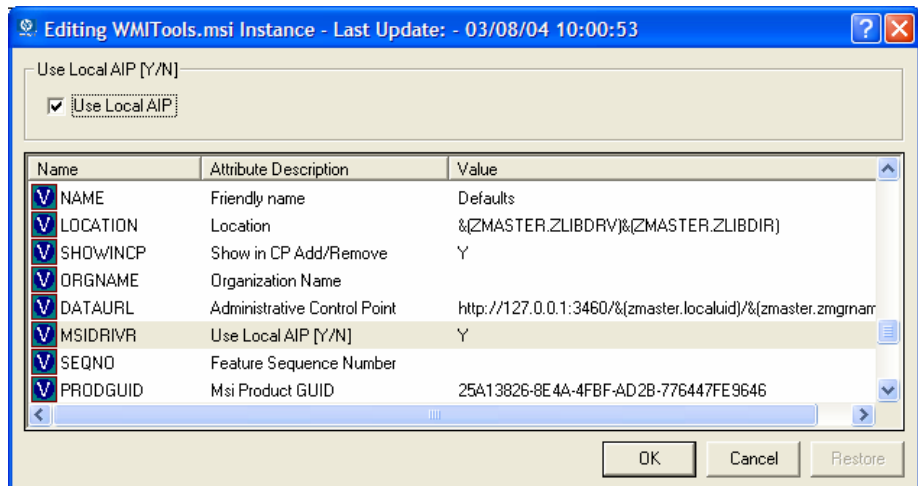 Editing WMITools.msi Instance - Last Update: - 03/08/04 10:00:53
Use Local AIP [Y/N]
Use Local AIP
Name Attribute Description Value
V NAME Friendly name Defaults
V LOCATION Location &(ZMASTER.ZLIBDRV)&(ZMASTER.ZLIBDIR)
V SHOWINCP Show in CP Add/Remove Y
V ORGNAME Organization Name
V DATAURL Administrative Control Point http://127.0.0.1:3460/&(zmaster.localuid)/&(zmaster.zmgrnam
V MSIDRIVR Use Local AIP [Y/N] Y
V SEQNO Feature Sequence Number
V PRODGUID Msi Product GUID 25A13826-8E4A-4FBF-AD2B-776447FE9646
OK Cancel Restore